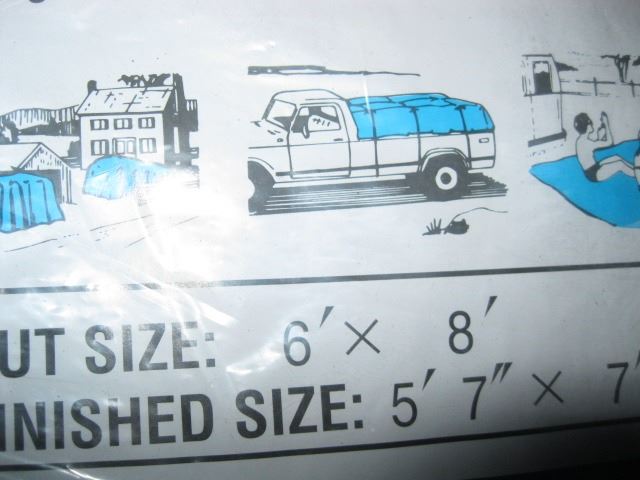 UT SIZE: 6′ × 8′
INISHED SIZE: 5′ 7″ × 7′